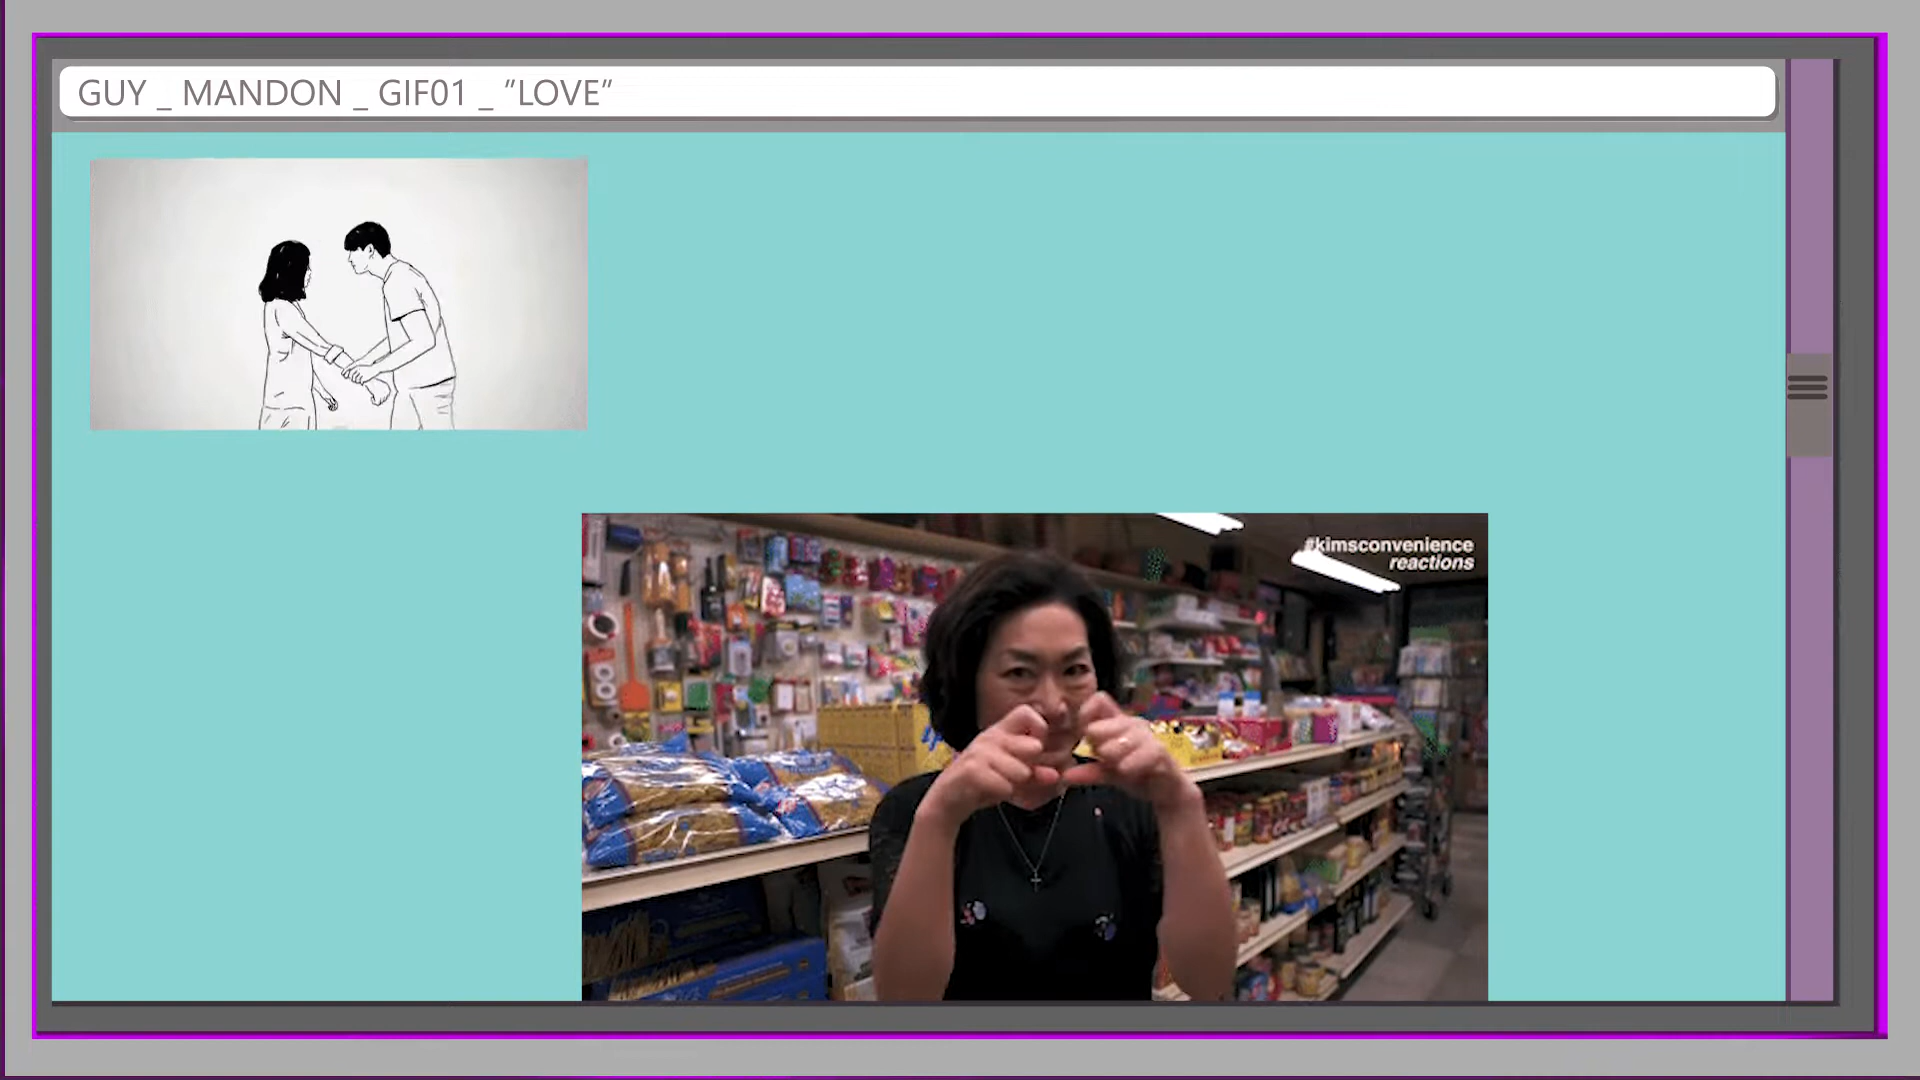 GUY _ MANDON _ GIF01 _ "LOVE"
#kimsconvenience
reactions